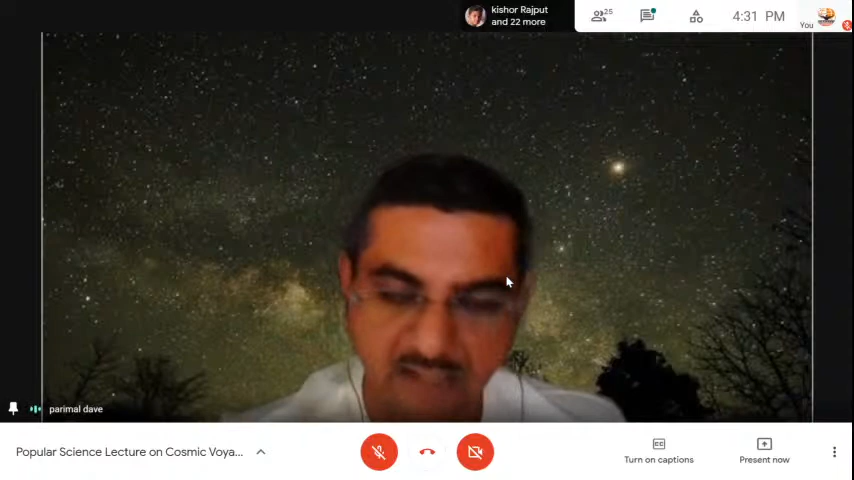 kishor Rajput
and 22 more
25
4:31 PM
You
parimal dave
Popular Science Lecture on Cosmic Voya...
CC
Turn on captions
Present now